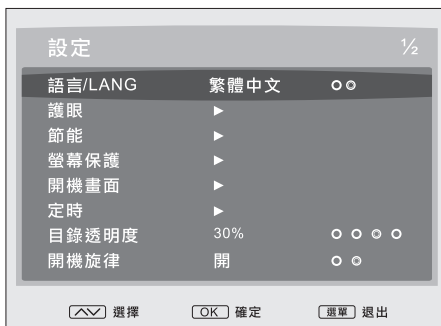 設定 ½
語言/LANG 繁體中文
護眼 ►
節能 ►
螢幕保護 ►
開機畫面 ►
定時 ►
目錄透明度 30%
開機旋律 開
選擇 OK 確定 選單 退出